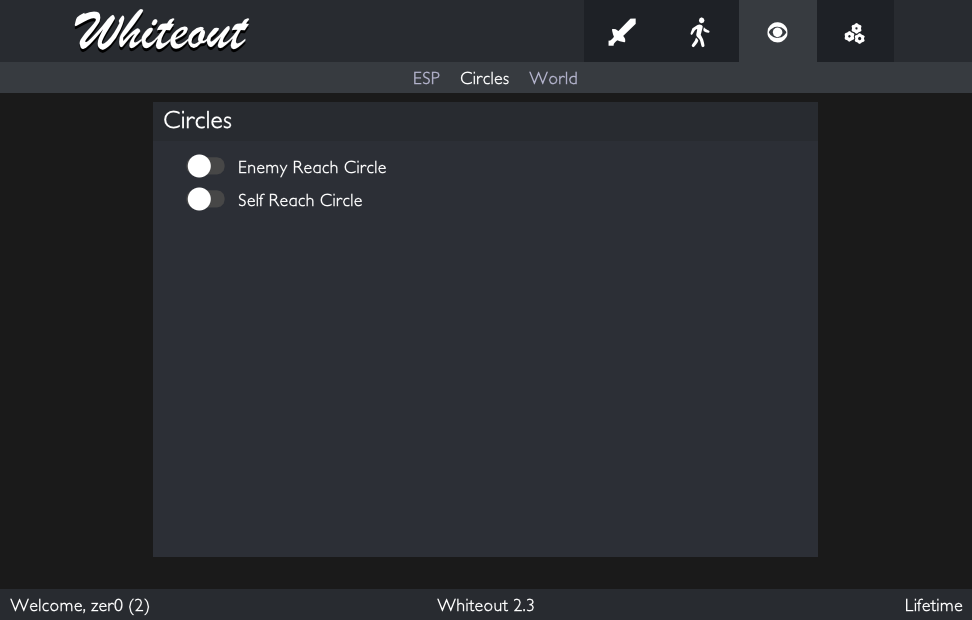 Whiteout
ESP Circles World
Circles
Enemy Reach Circle
Self Reach Circle
Welcome, zer0 (2) Whiteout 2.3 Lifetime